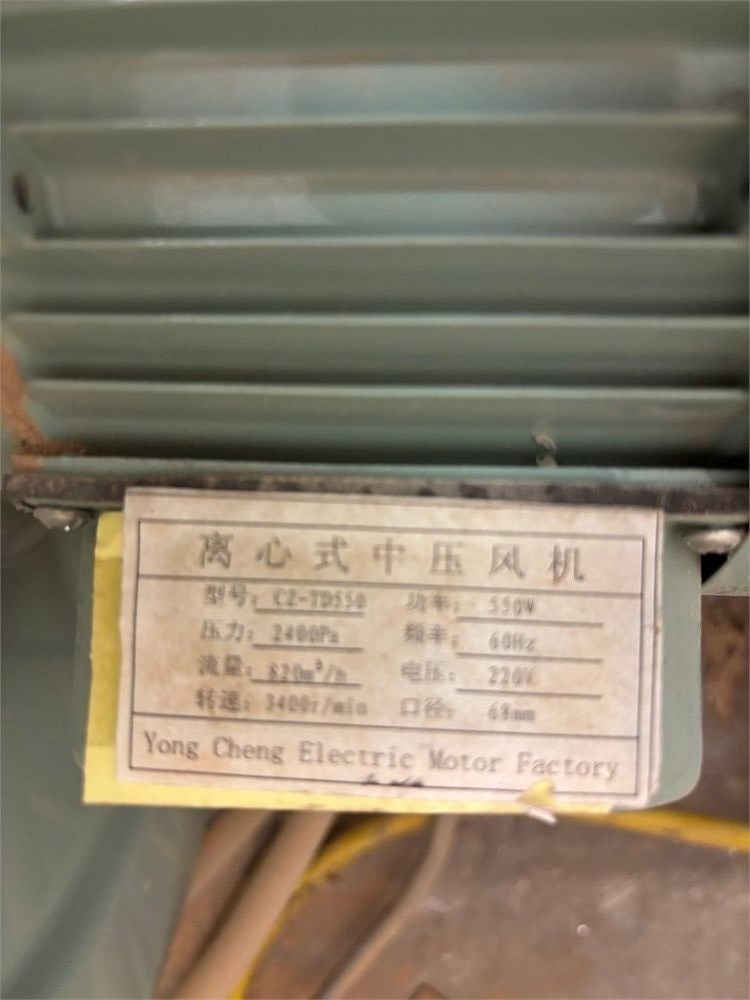 离心式中压风机
型号: CZ-TD550 功率: 550W
压力: 2400Pa 频率: 60Hz
流量: 820m³/h 电压: 220V
转速: 3400r/min 口径: 68mm
Yong Cheng Electric Motor Factory